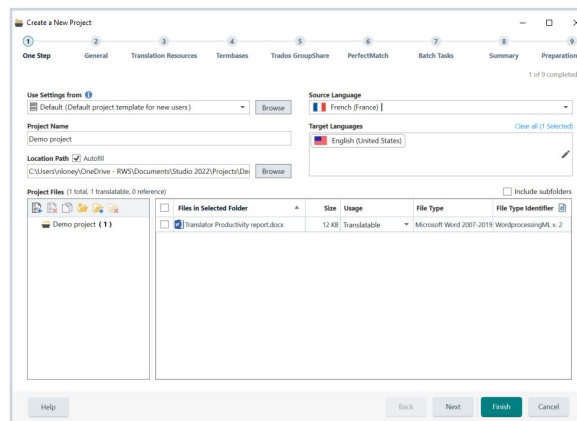 Create a New Project
1 2 3 4 5 6 7 8 9
One Step General Translation Resources Termbases Trados GroupShare PerfectMatch Batch Tasks Summary Preparation
1 of 9 completed
Use Settings from
Default (Default project template for new users) Browse
Source Language
French (France)
Project Name
Demo project
Target Languages Clear all (1 Selected)
English (United States)
Location Path Autofill
C:\Users\nloney\OneDrive - RWS\Documents\Studio 2022\Projects\De Browse
Project Files (1 total, 1 translatable, 0 reference) Include subfolders
Files in Selected Folder Size Usage File Type File Type Identifier
Demo project ( 1 )
Translator Productivity report.docx 12 KB Translatable Microsoft Word 2007-2019 WordprocessingML v. 2
Help Back Next Finish Cancel